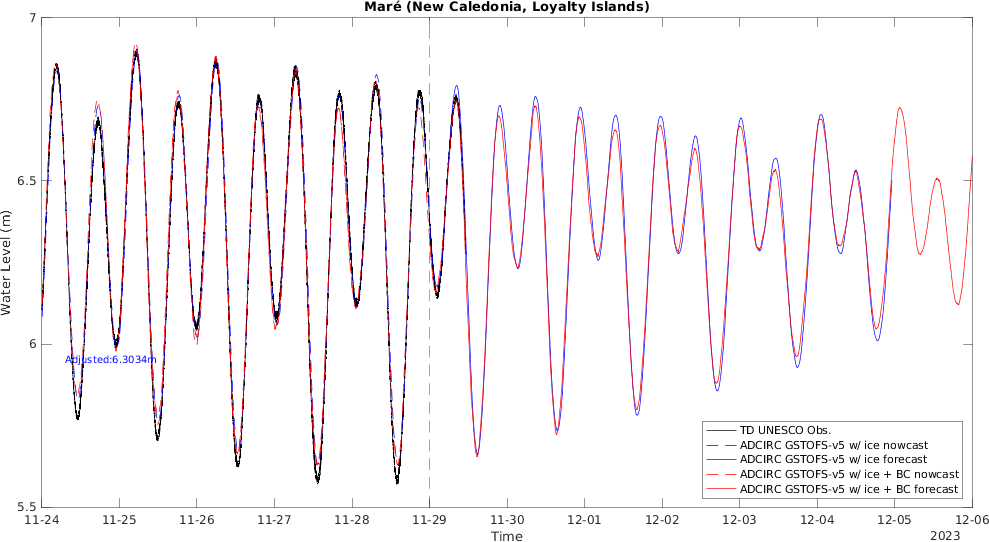 Maré (New Caledonia, Loyalty Islands)
7
6.5
6
5.5
Water Level (m)
Adjusted:6.3034m
TD UNESCO Obs.
ADCIRC GSTOFS-v5 w/ ice nowcast
ADCIRC GSTOFS-v5 w/ ice forecast
ADCIRC GSTOFS-v5 w/ ice + BC nowcast
ADCIRC GSTOFS-v5 w/ ice + BC forecast
11-24 11-25 11-26 11-27 11-28 11-29 11-30 12-01 12-02 12-03 12-04 12-05 12-06
Time
2023